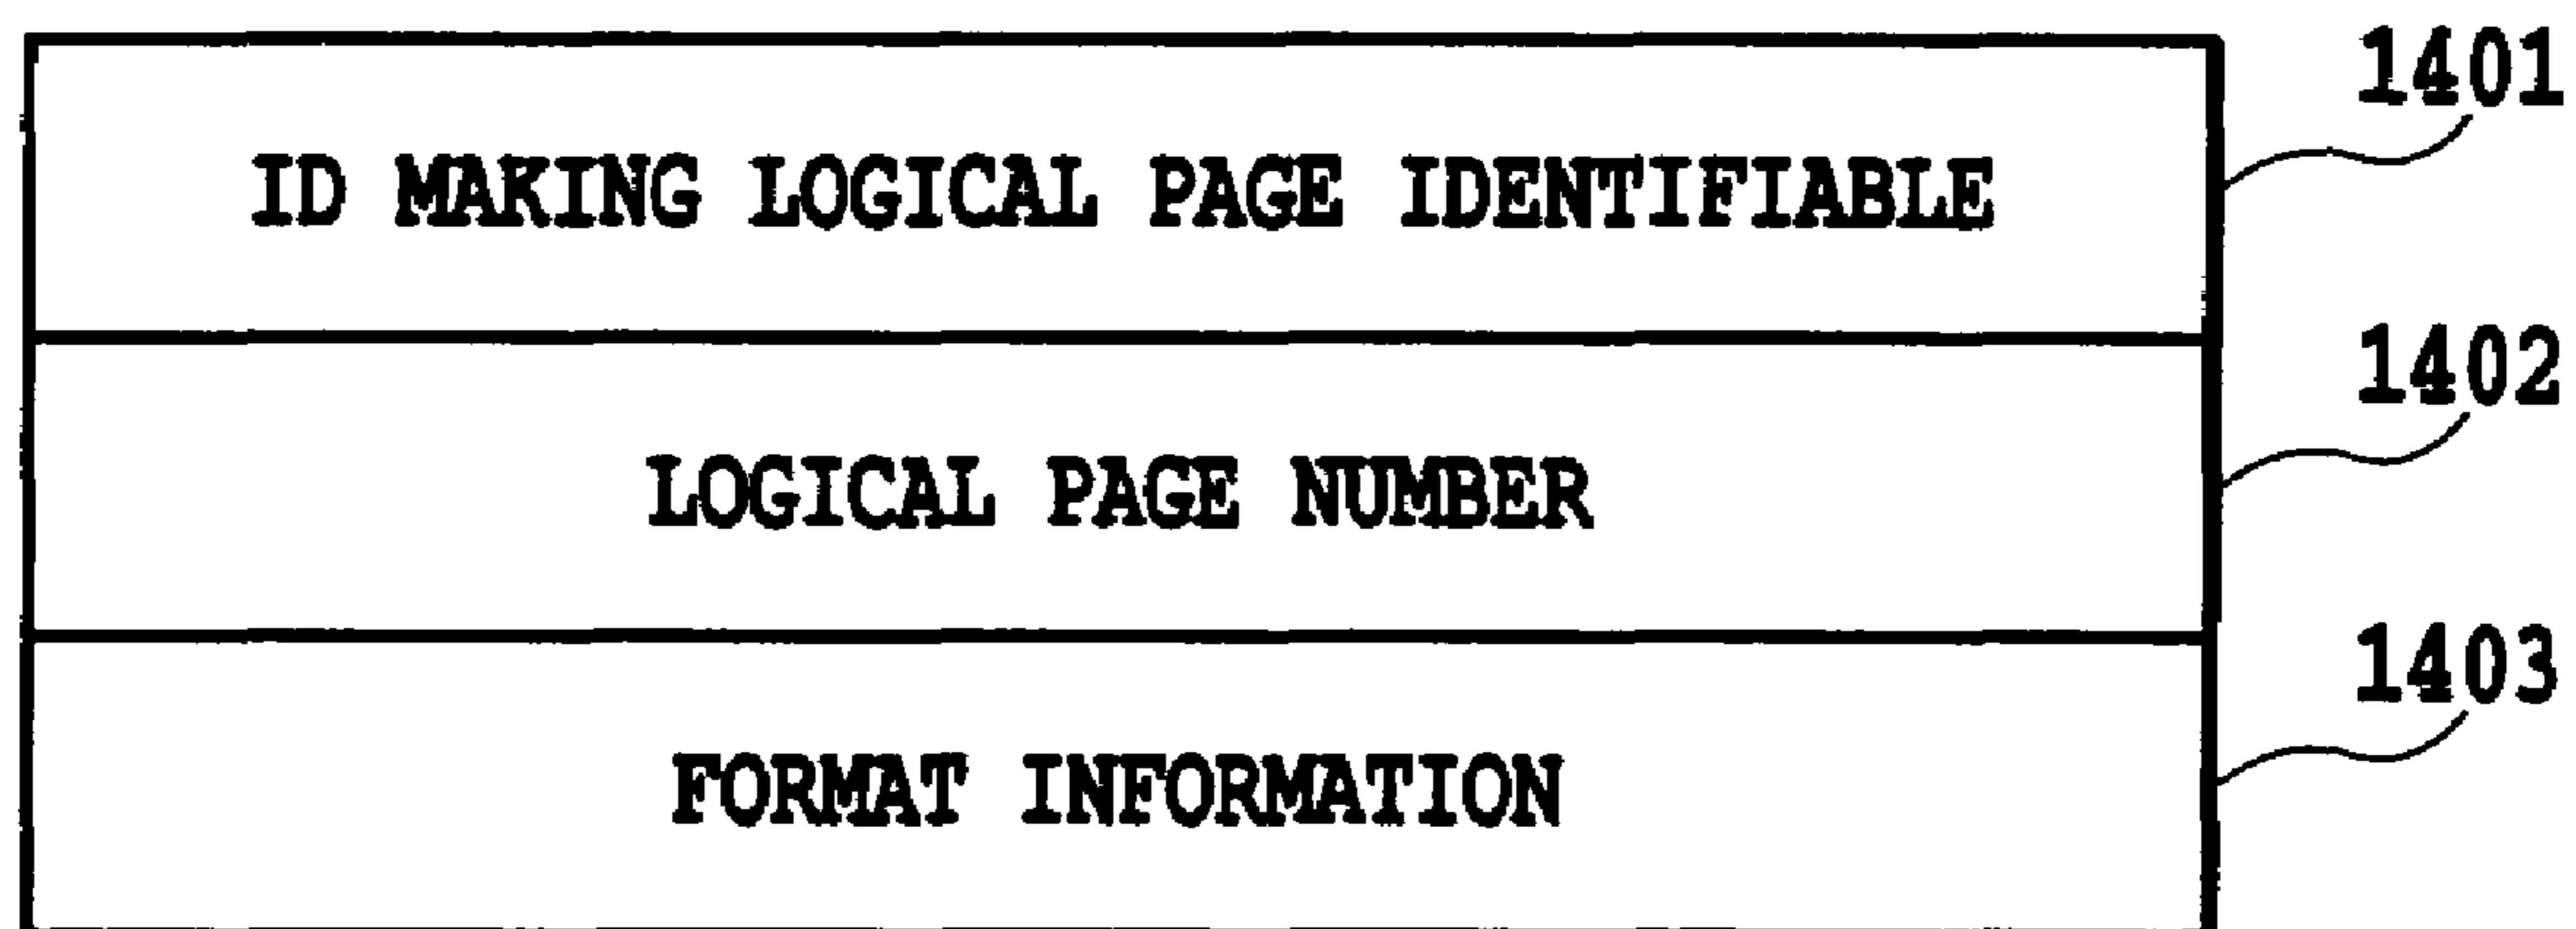 1401
ID MAKING LOGICAL PAGE IDENTIFIABLE
1402
LOGICAL PAGE NUMBER
1403
FORMAT INFORMATION